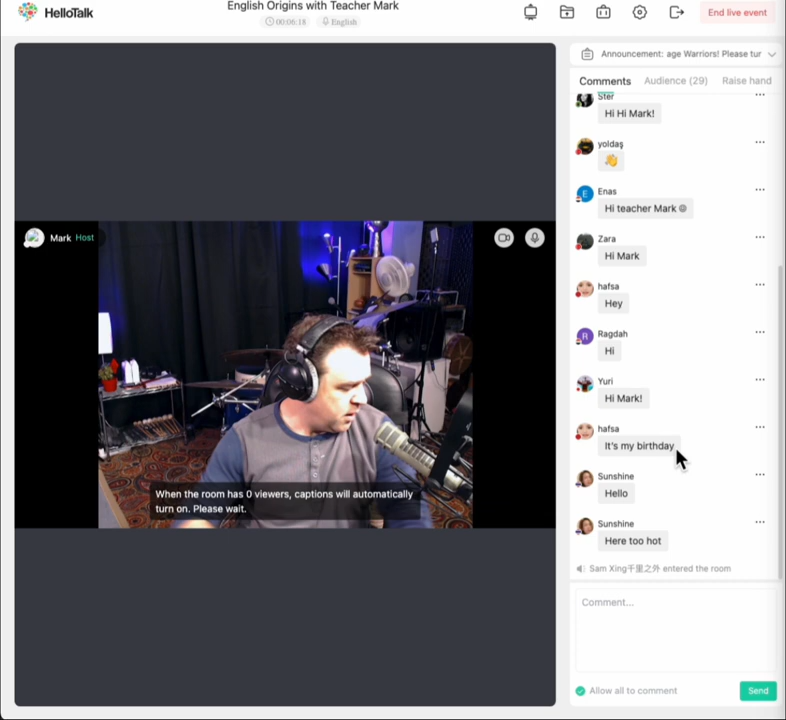 HelloTalk
English Origins with Teacher Mark
00:06:18 English
End live event
Mark Host
When the room has 0 viewers, captions will automatically
turn on. Please wait.
Announcement: age Warriors! Please tur
Comments Audience (29) Raise hand
Ster
Hi Hi Mark!
yoldaş
E
Enas
Hi teacher Mark
Zara
Hi Mark
hafsa
Hey
R
Ragdah
Hi
Yuri
Hi Mark!
hafsa
It's my birthday
Sunshine
Hello
Sunshine
Here too hot
Sam Xing千里之外 entered the room
Comment...
Allow all to comment
Send